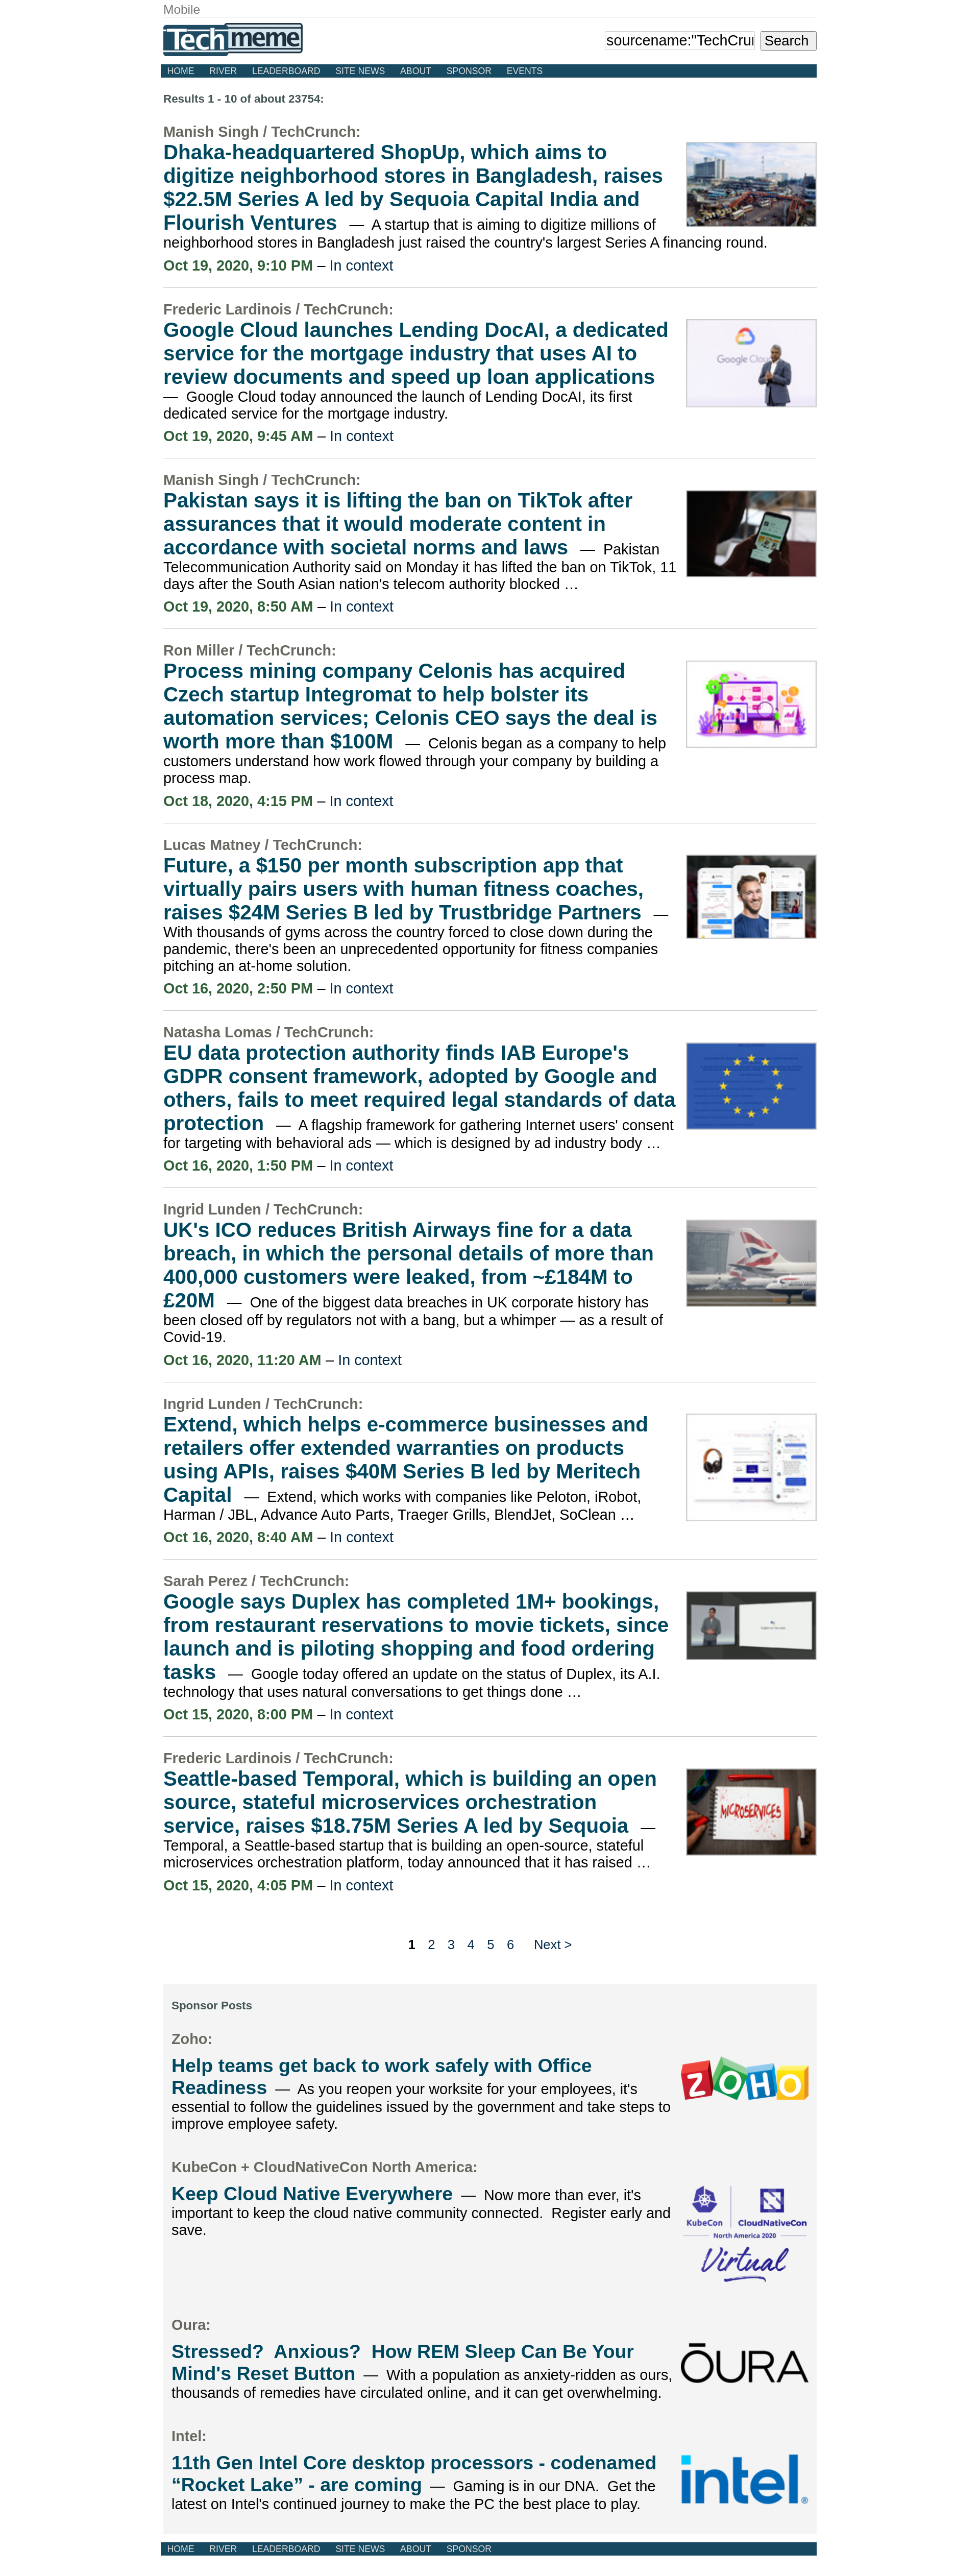 Mobile
Techmeme
sourcename:"TechCru
Search
HOME RIVER LEADERBOARD SITE NEWS ABOUT SPONSOR EVENTS
Results 1 - 10 of about 23754:
Manish Singh / TechCrunch:
Dhaka-headquartered ShopUp, which aims to
digitize neighborhood stores in Bangladesh, raises
$22.5M Series A led by Sequoia Capital India and
Flourish Ventures — A startup that is aiming to digitize millions of
neighborhood stores in Bangladesh just raised the country's largest Series A financing round.
Oct 19, 2020, 9:10 PM – In context
Frederic Lardinois / TechCrunch:
Google Cloud launches Lending DocAI, a dedicated
service for the mortgage industry that uses AI to
review documents and speed up loan applications
— Google Cloud today announced the launch of Lending DocAI, its first
dedicated service for the mortgage industry.
Google Cloud
Oct 19, 2020, 9:45 AM – In context
Manish Singh / TechCrunch:
Pakistan says it is lifting the ban on TikTok after
assurances that it would moderate content in
accordance with societal norms and laws — Pakistan
Telecommunication Authority said on Monday it has lifted the ban on TikTok, 11
days after the South Asian nation's telecom authority blocked …
Oct 19, 2020, 8:50 AM – In context
Ron Miller / TechCrunch:
Process mining company Celonis has acquired
Czech startup Integromat to help bolster its
automation services; Celonis CEO says the deal is
worth more than $100M — Celonis began as a company to help
customers understand how work flowed through your company by building a
process map.
Oct 18, 2020, 4:15 PM – In context
Lucas Matney / TechCrunch:
Future, a $150 per month subscription app that
virtually pairs users with human fitness coaches,
raises $24M Series B led by Trustbridge Partners —
With thousands of gyms across the country forced to close down during the
pandemic, there's been an unprecedented opportunity for fitness companies
pitching an at-home solution.
Oct 16, 2020, 2:50 PM – In context
Natasha Lomas / TechCrunch:
EU data protection authority finds IAB Europe's
GDPR consent framework, adopted by Google and
others, fails to meet required legal standards of data
protection — A flagship framework for gathering Internet users' consent
for targeting with behavioral ads — which is designed by ad industry body …
Oct 16, 2020, 1:50 PM – In context
Ingrid Lunden / TechCrunch:
UK's ICO reduces British Airways fine for a data
breach, in which the personal details of more than
400,000 customers were leaked, from ~£184M to
£20M — One of the biggest data breaches in UK corporate history has
been closed off by regulators not with a bang, but a whimper — as a result of
Covid-19.
Oct 16, 2020, 11:20 AM – In context
Ingrid Lunden / TechCrunch:
Extend, which helps e-commerce businesses and
retailers offer extended warranties on products
using APIs, raises $40M Series B led by Meritech
Capital — Extend, which works with companies like Peloton, iRobot,
Harman / JBL, Advance Auto Parts, Traeger Grills, BlendJet, SoClean …
Oct 16, 2020, 8:40 AM – In context
Sarah Perez / TechCrunch:
Google says Duplex has completed 1M+ bookings,
from restaurant reservations to movie tickets, since
launch and is piloting shopping and food ordering
tasks — Google today offered an update on the status of Duplex, its A.I.
technology that uses natural conversations to get things done …
Oct 15, 2020, 8:00 PM – In context
Frederic Lardinois / TechCrunch:
Seattle-based Temporal, which is building an open
source, stateful microservices orchestration
service, raises $18.75M Series A led by Sequoia —
Temporal, a Seattle-based startup that is building an open-source, stateful
microservices orchestration platform, today announced that it has raised …
MICROSERVICES
Oct 15, 2020, 4:05 PM – In context
1 2 3 4 5 6 Next >
Sponsor Posts
Zoho:
Help teams get back to work safely with Office
Readiness — As you reopen your worksite for your employees, it's
essential to follow the guidelines issued by the government and take steps to
improve employee safety.
ZOHO
KubeCon + CloudNativeCon North America:
Keep Cloud Native Everywhere — Now more than ever, it's
important to keep the cloud native community connected. Register early and
save.
KubeCon CloudNativeCon
North America 2020
Virtual
Oura:
Stressed? Anxious? How REM Sleep Can Be Your
Mind's Reset Button — With a population as anxiety-ridden as ours,
thousands of remedies have circulated online, and it can get overwhelming.
ŌURA
Intel:
11th Gen Intel Core desktop processors - codenamed
“Rocket Lake” - are coming — Gaming is in our DNA. Get the
latest on Intel's continued journey to make the PC the best place to play.
intel®
HOME RIVER LEADERBOARD SITE NEWS ABOUT SPONSOR